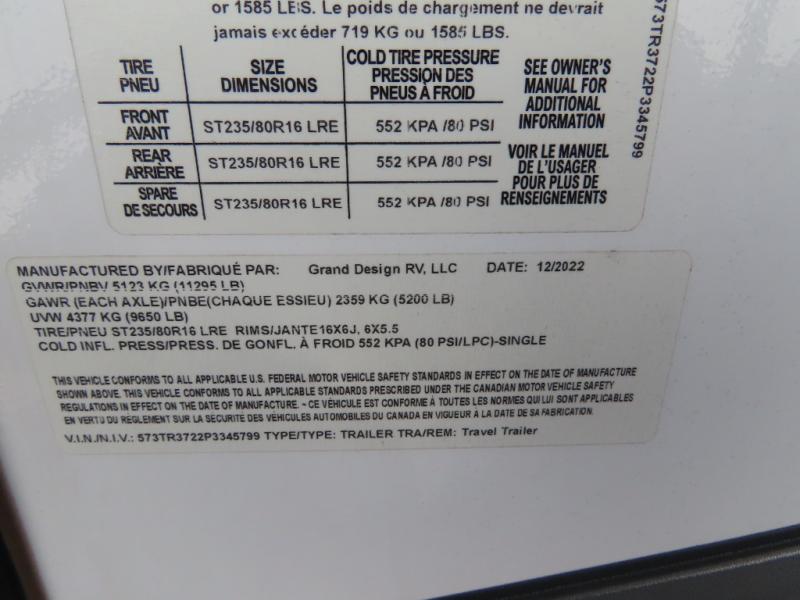 or 1585 LBS. Le poids de chargement ne devrait
jamais excéder 719 KG ou 1585 LBS.
TIRE PNEU SIZE DIMENSIONS COLD TIRE PRESSURE PRESSION DES PNEUS À FROID
FRONT AVANT ST235/80R16 LRE 552 KPA /80 PSI
REAR ARRIÈRE ST235/80R16 LRE 552 KPA /80 PSI
SPARE DE SECOURS ST235/80R16 LRE 552 KPA /80 PSI
SEE OWNER'S
MANUAL FOR
ADDITIONAL
INFORMATION
VOIR LE MANUEL
DE L'USAGER
POUR PLUS DE
RENSEIGNEMENTS
573TR3722P3345799
MANUFACTURED BY/FABRIQUÉ PAR: Grand Design RV, LLC DATE: 12/2022
GVWR/PNBV 5123 KG (11295 LB)
GAWR (EACH AXLE)/PNBE(CHAQUE ESSIEU) 2359 KG (5200 LB)
UVW 4377 KG (9650 LB)
TIRE/PNEU ST235/80R16 LRE RIMS/JANTE16X6J, 6X5.5
COLD INFL. PRESS/PRESS. DE GONFL. À FROID 552 KPA (80 PSI/LPC)-SINGLE
THIS VEHICLE CONFORMS TO ALL APPLICABLE U.S. FEDERAL MOTOR VEHICLE SAFETY STANDARDS IN EFFECT ON THE DATE OF MANUFACTURE
SHOWN ABOVE. THIS VEHICLE CONFORMS TO ALL APPLICABLE STANDARDS PRESCRIBED UNDER THE CANADIAN MOTOR VEHICLE SAFETY
REGULATIONS IN EFFECT ON THE DATE OF MANUFACTURE. - CE VÉHICULE EST CONFORME À TOUTES LES NORMES QUI LUI SONT APPLICABLES
EN VERTU DU RÈGLEMENT SUR LA SÉCURITÉ DES VÉHICULES AUTOMOBILES DU CANADA EN VIGUEUR À LA DATE DE SA FABRICATION.
V.I.N./N.I.V.: 573TR3722P3345799 TYPE/TYPE: TRAILER TRA/REM: Travel Trailer